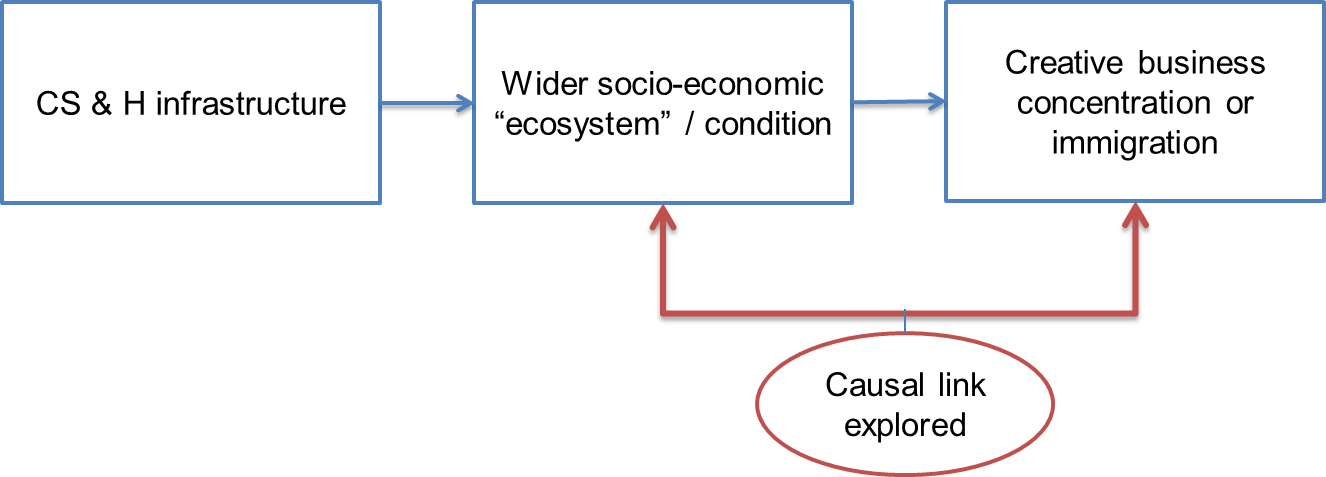 CS & H infrastructure
Wider socio-economic
“ecosystem” / condition
Creative business
concentration or
immigration
Causal link
explored